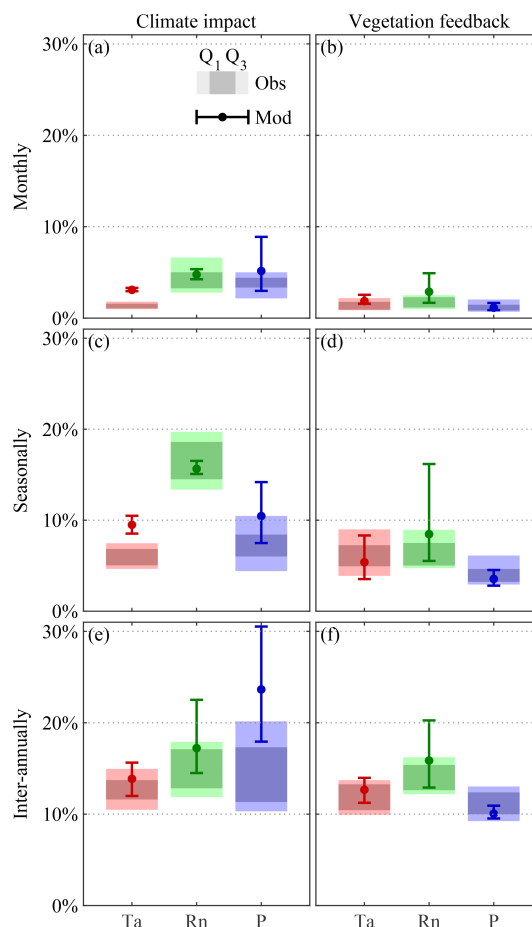 Climate impact Vegetation feedback
30% (a) Q1 Q3 (b)
Obs
Mod
20%
Monthly
10%
0%
(c) (d)
20%
Seasonally
10%
0%
30% (e) (f)
20%
Inter-annually
10%
0%
Ta Rn P Ta Rn P